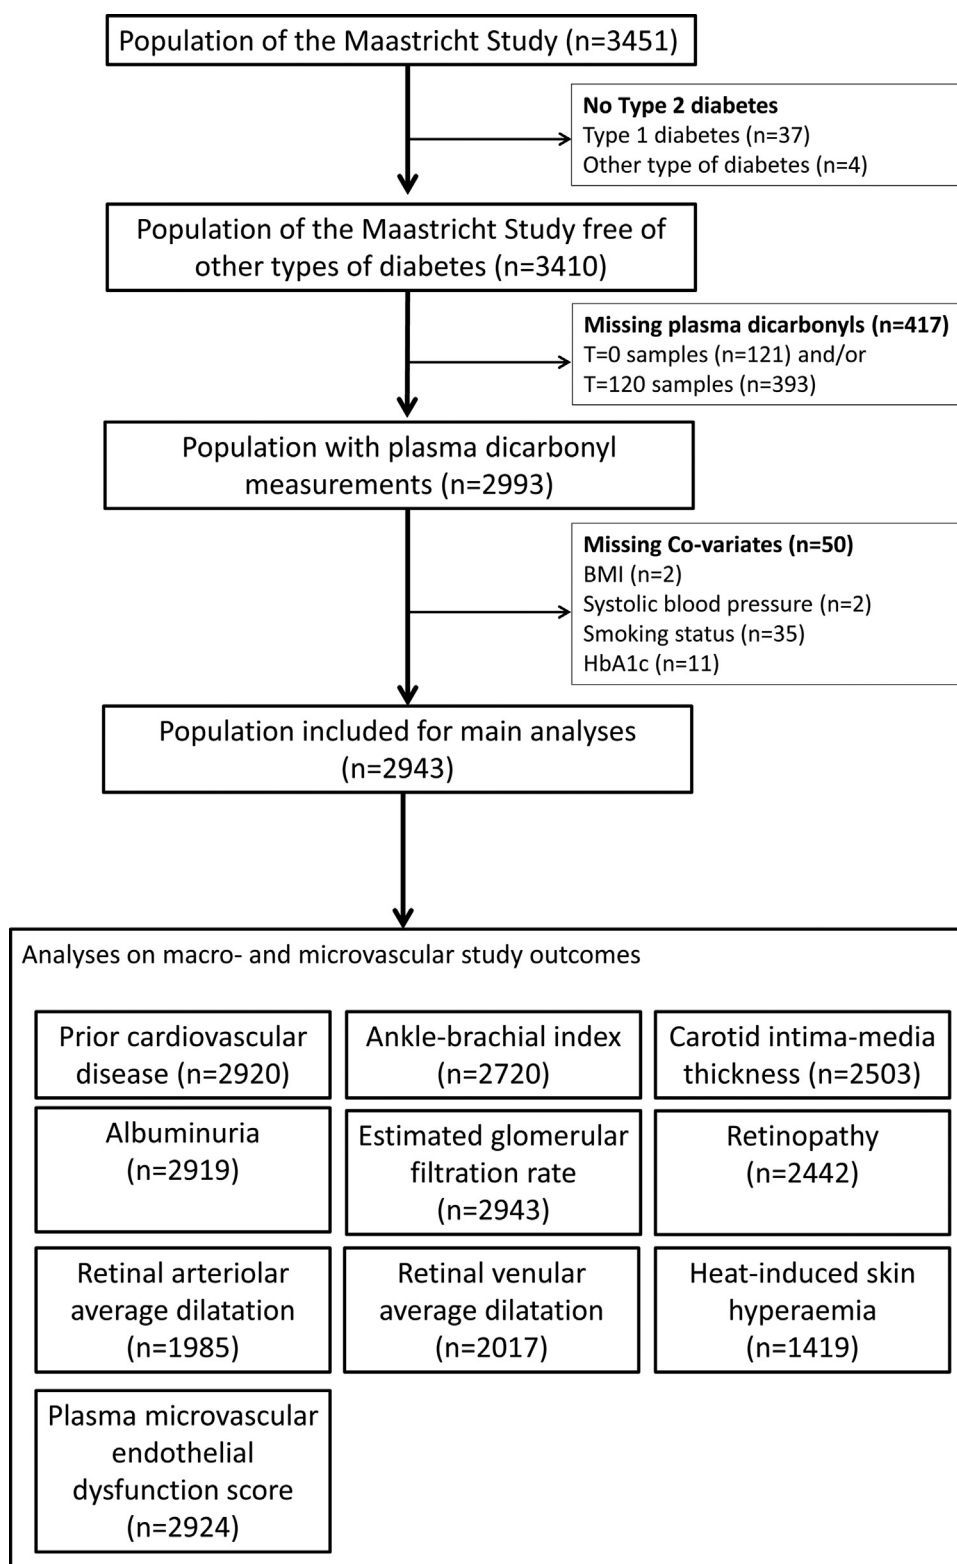 Population of the Maastricht Study (n=3451)
No Type 2 diabetes
Type 1 diabetes (n=37)
Other type of diabetes (n=4)
Population of the Maastricht Study free of
other types of diabetes (n=3410)
Missing plasma dicarbonyls (n=417)
T=0 samples (n=121) and/or
T=120 samples (n=393)
Population with plasma dicarbonyl
measurements (n=2993)
Missing Co-variates (n=50)
BMI (n=2)
Systolic blood pressure (n=2)
Smoking status (n=35)
HbA1c (n=11)
Population included for main analyses
(n=2943)
Analyses on macro- and microvascular study outcomes
Prior cardiovascular
disease (n=2920)
Ankle-brachial index
(n=2720)
Carotid intima-media
thickness (n=2503)
Albuminuria
(n=2919)
Estimated glomerular
filtration rate
(n=2943)
Retinopathy
(n=2442)
Retinal arteriolar
average dilatation
(n=1985)
Retinal venular
average dilatation
(n=2017)
Heat-induced skin
hyperaemia
(n=1419)
Plasma microvascular
endothelial
dysfunction score
(n=2924)